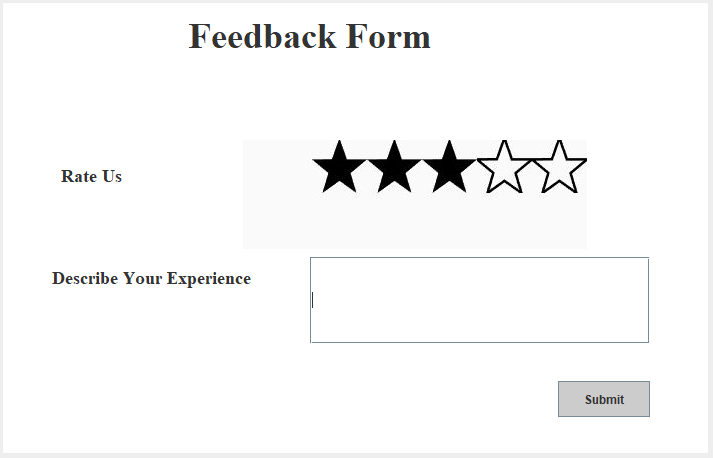 Feedback Form
Rate Us
Describe Your Experience
Submit